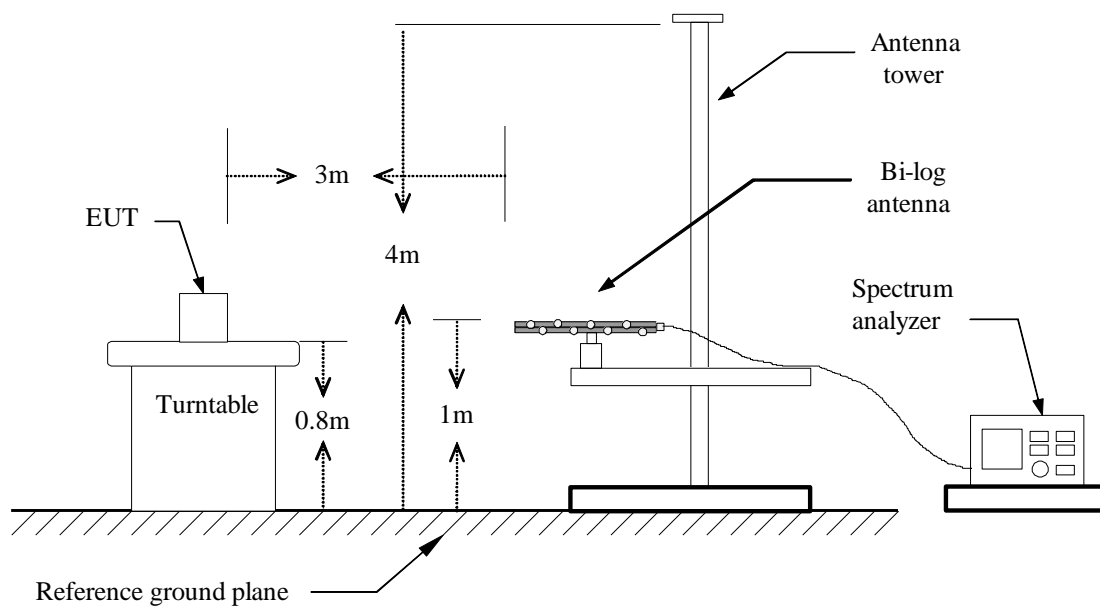 Antenna
tower
3m
Bi-log
antenna
EUT
4m
Spectrum
analyzer
Turntable
0.8m
1m
Reference ground plane